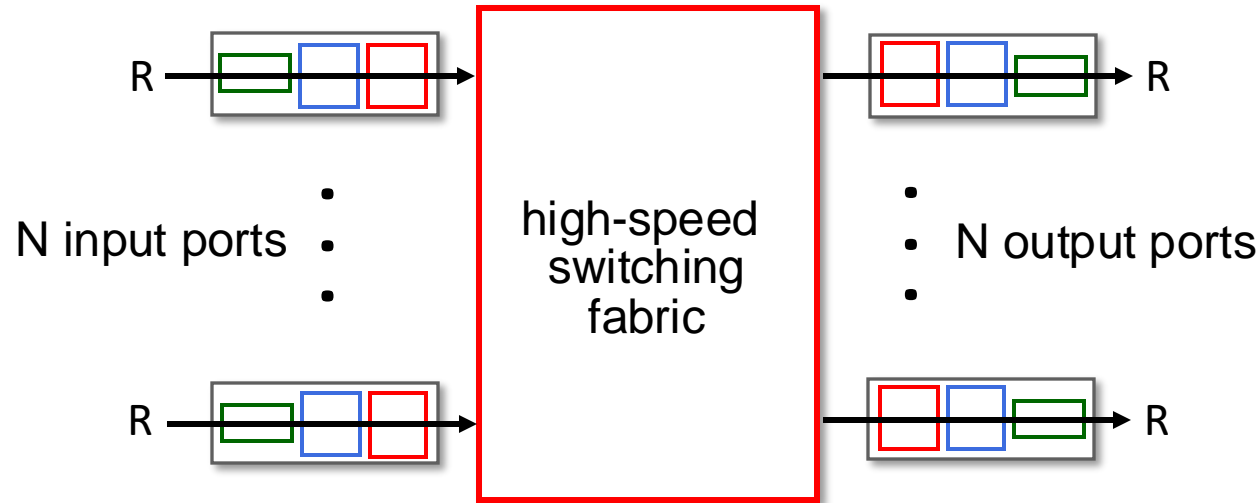 R
R
N input ports
high-speed
switching
fabric
N output ports
R
R